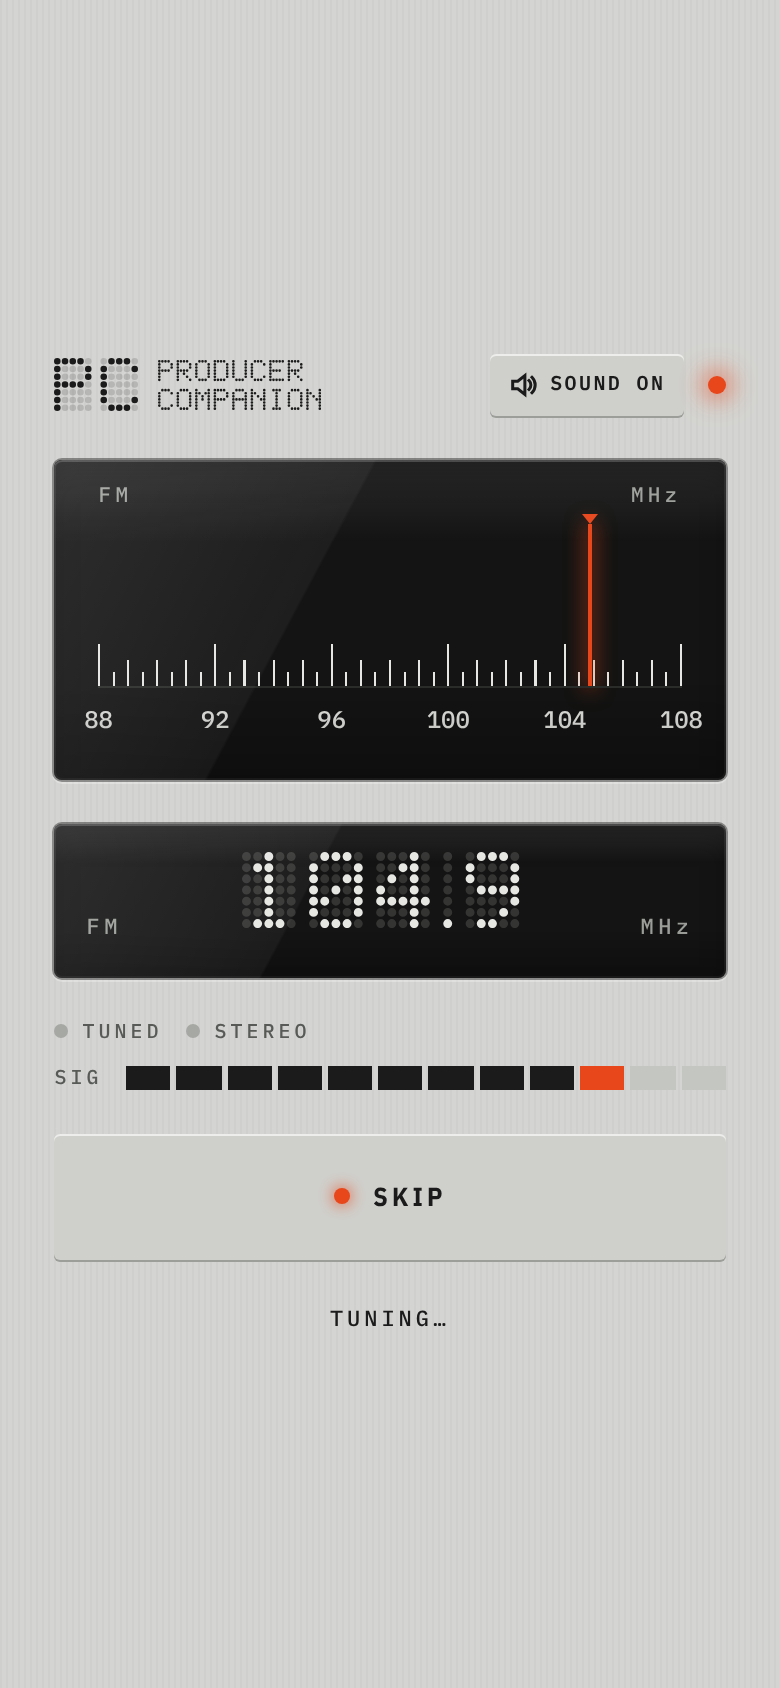 PC PRODUCER
COMPANION
SOUND ON
FM MHz
88 92 96 100 104 108
104.9
FM MHz
TUNED STEREO
SIG
SKIP
TUNING…